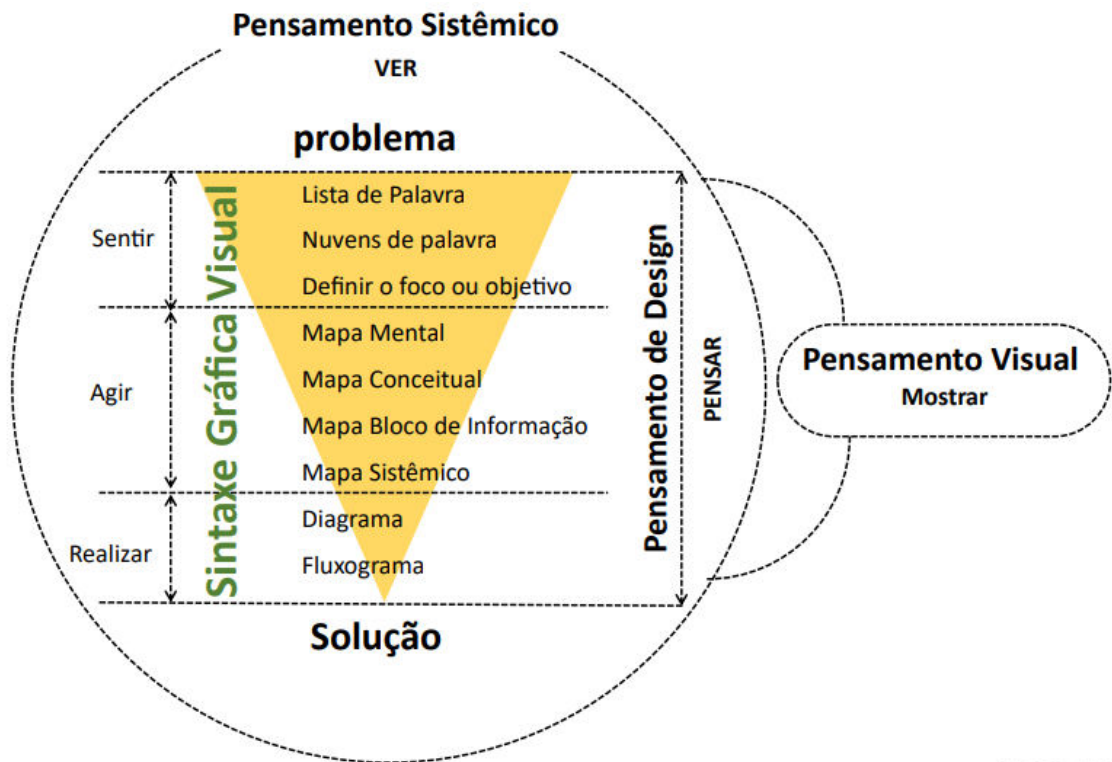 Pensamento Sistêmico
VER
problema
Sentir
Agir
Realizar
Sintaxe Gráfica Visual
Lista de Palavra
Nuvens de palavra
Definir o foco ou objetivo
Mapa Mental
Mapa Conceitual
Mapa Bloco de Informação
Mapa Sistêmico
Diagrama
Fluxograma
Solução
Pensamento de Design
PENSAR
Pensamento Visual
Mostrar